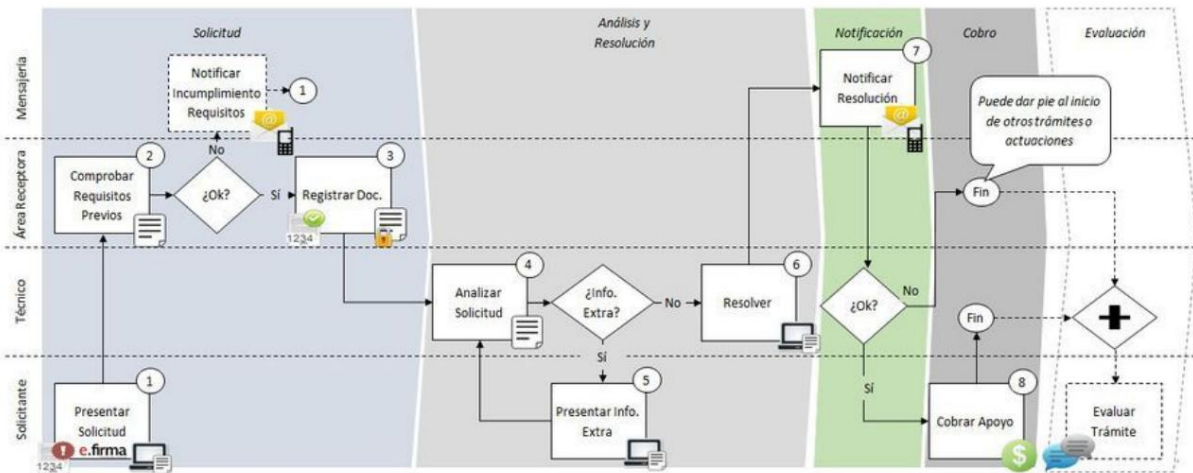 Solicitud
Análisis y
Resolución
Notificación
Cobro
Evaluación
Mensajería
Notificar
Incumplimiento
Requisitos
1
7
Notificar
Resolución
Puede dar pie al inicio
de otros trámites o
actuaciones
Área Receptora
2
Comprobar
Requisitos
Previos
No
¿Ok?
Sí
3
Registrar Doc.
1234
Fin
Técnico
4
Analizar
Solicitud
¿Info.
Extra?
No
Sí
6
Resolver
¿Ok?
No
Sí
Fin
Solicitante
1
Presentar
Solicitud
1234
e.firma
5
Presentar Info.
Extra
8
Cobrar Apoyo
$
Evaluar
Trámite